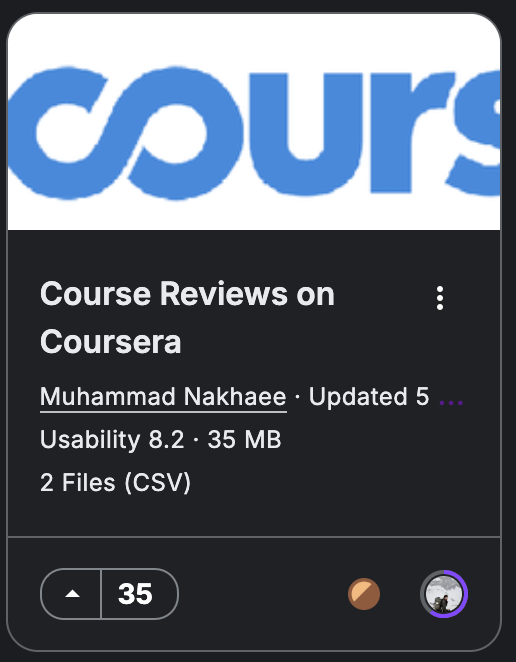 cours
Course Reviews on
Coursera
Muhammad Nakhaee · Updated 5 ...
Usability 8.2 · 35 MB
2 Files (CSV)
35